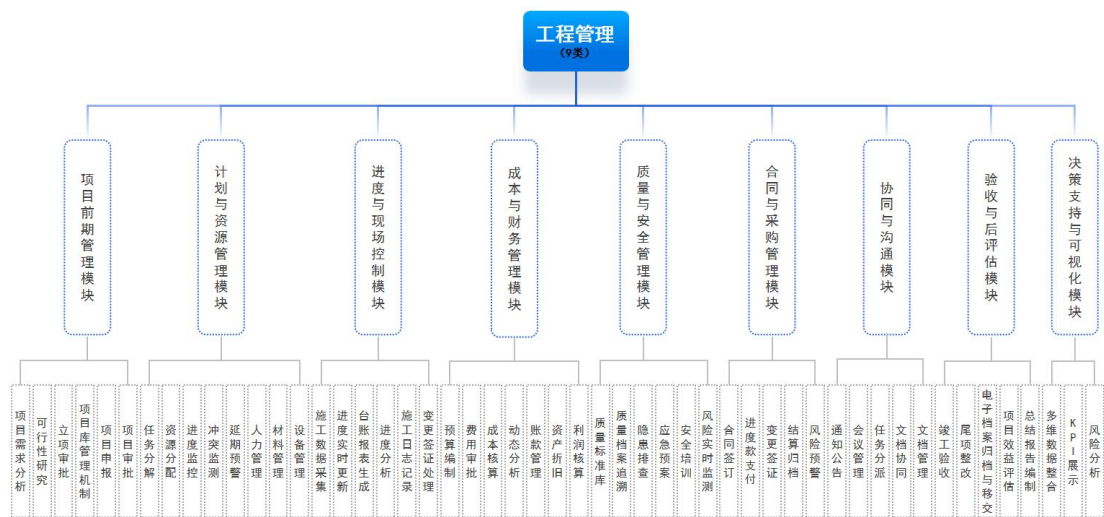 工程管理
（9类）
项目前期管理模块
计划与资源管理模块
进度与现场控制模块
成本与财务管理模块
质量与安全管理模块
合同与采购管理模块
协同与沟通模块
验收与后评估模块
决策支持与可视化模块
项目需求分析
可行性研究
立项审批
项目库管理机制
项目申报
项目审批
任务分解
资源分配
进度监控
冲突监测
延期预警
人力管理
材料管理
设备管理
施工数据采集
进度实时更新
台账报表生成
进度分析
施工日志记录
变更签证处理
预算编制
费用审批
成本核算
动态分析
账款管理
资产折旧
利润核算
质量标准库
质量档案追溯
隐患排查
应急预案
安全培训
风险实时监测
合同签订
进度款支付
变更签证
结算归档
风险预警
通知公告
会议管理
任务分派
文档协同
文档管理
竣工验收
尾项整改
电子档案归档与移交
项目效益评估
总结报告编制
多维数据整合
KPI展示
风险分析